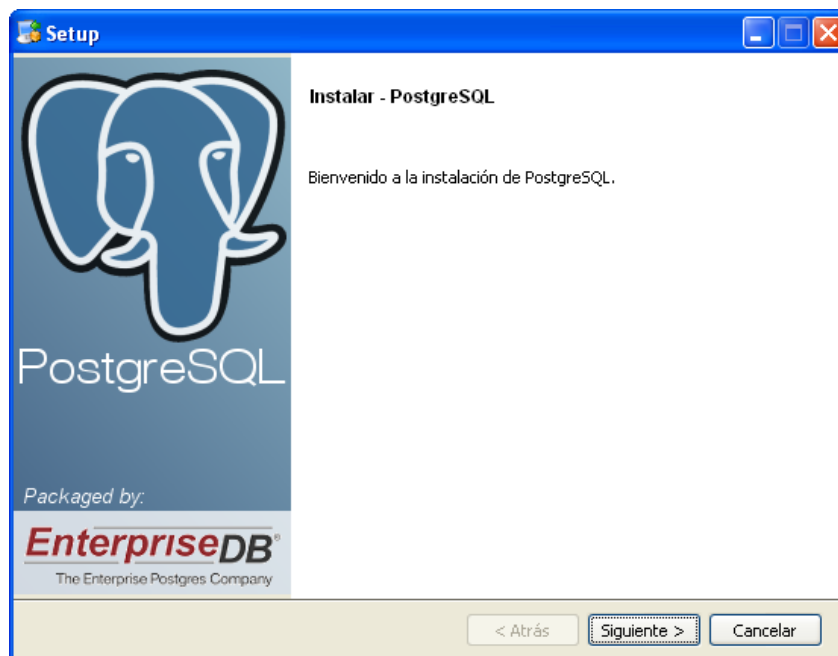 Setup
Instalar - PostgreSQL
Bienvenido a la instalación de PostgreSQL.
PostgreSQL
Packaged by:
EnterpriseDB®
The Enterprise Postgres Company
< Atrás
Siguiente >
Cancelar